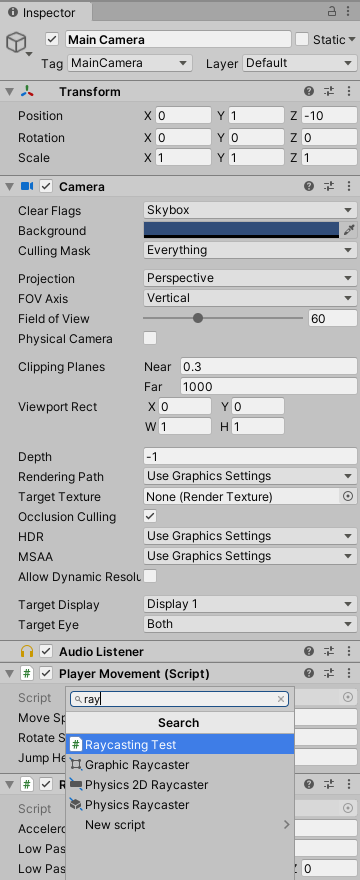 Inspector
Main Camera Static
Tag MainCamera Layer Default
Transform
Position X 0 Y 1 Z -10
Rotation X 0 Y 0 Z 0
Scale X 1 Y 1 Z 1
Camera
Clear Flags Skybox
Background
Culling Mask Everything
Projection Perspective
FOV Axis Vertical
Field of View 60
Physical Camera
Clipping Planes Near 0.3
Far 1000
Viewport Rect X 0 Y 0
W 1 H 1
Depth -1
Rendering Path Use Graphics Settings
Target Texture None (Render Texture)
Occlusion Culling
HDR Use Graphics Settings
MSAA Use Graphics Settings
Allow Dynamic Resolu
Target Display Display 1
Target Eye Both
Audio Listener
# Player Movement (Script)
Script
ray
Move Sp
Search
Rotate S
# Raycasting Test
Jump He
Graphic Raycaster
# R
Physics 2D Raycaster
Script
Physics Raycaster
Accelero
New script
Low Pas
Low Pas Z 0